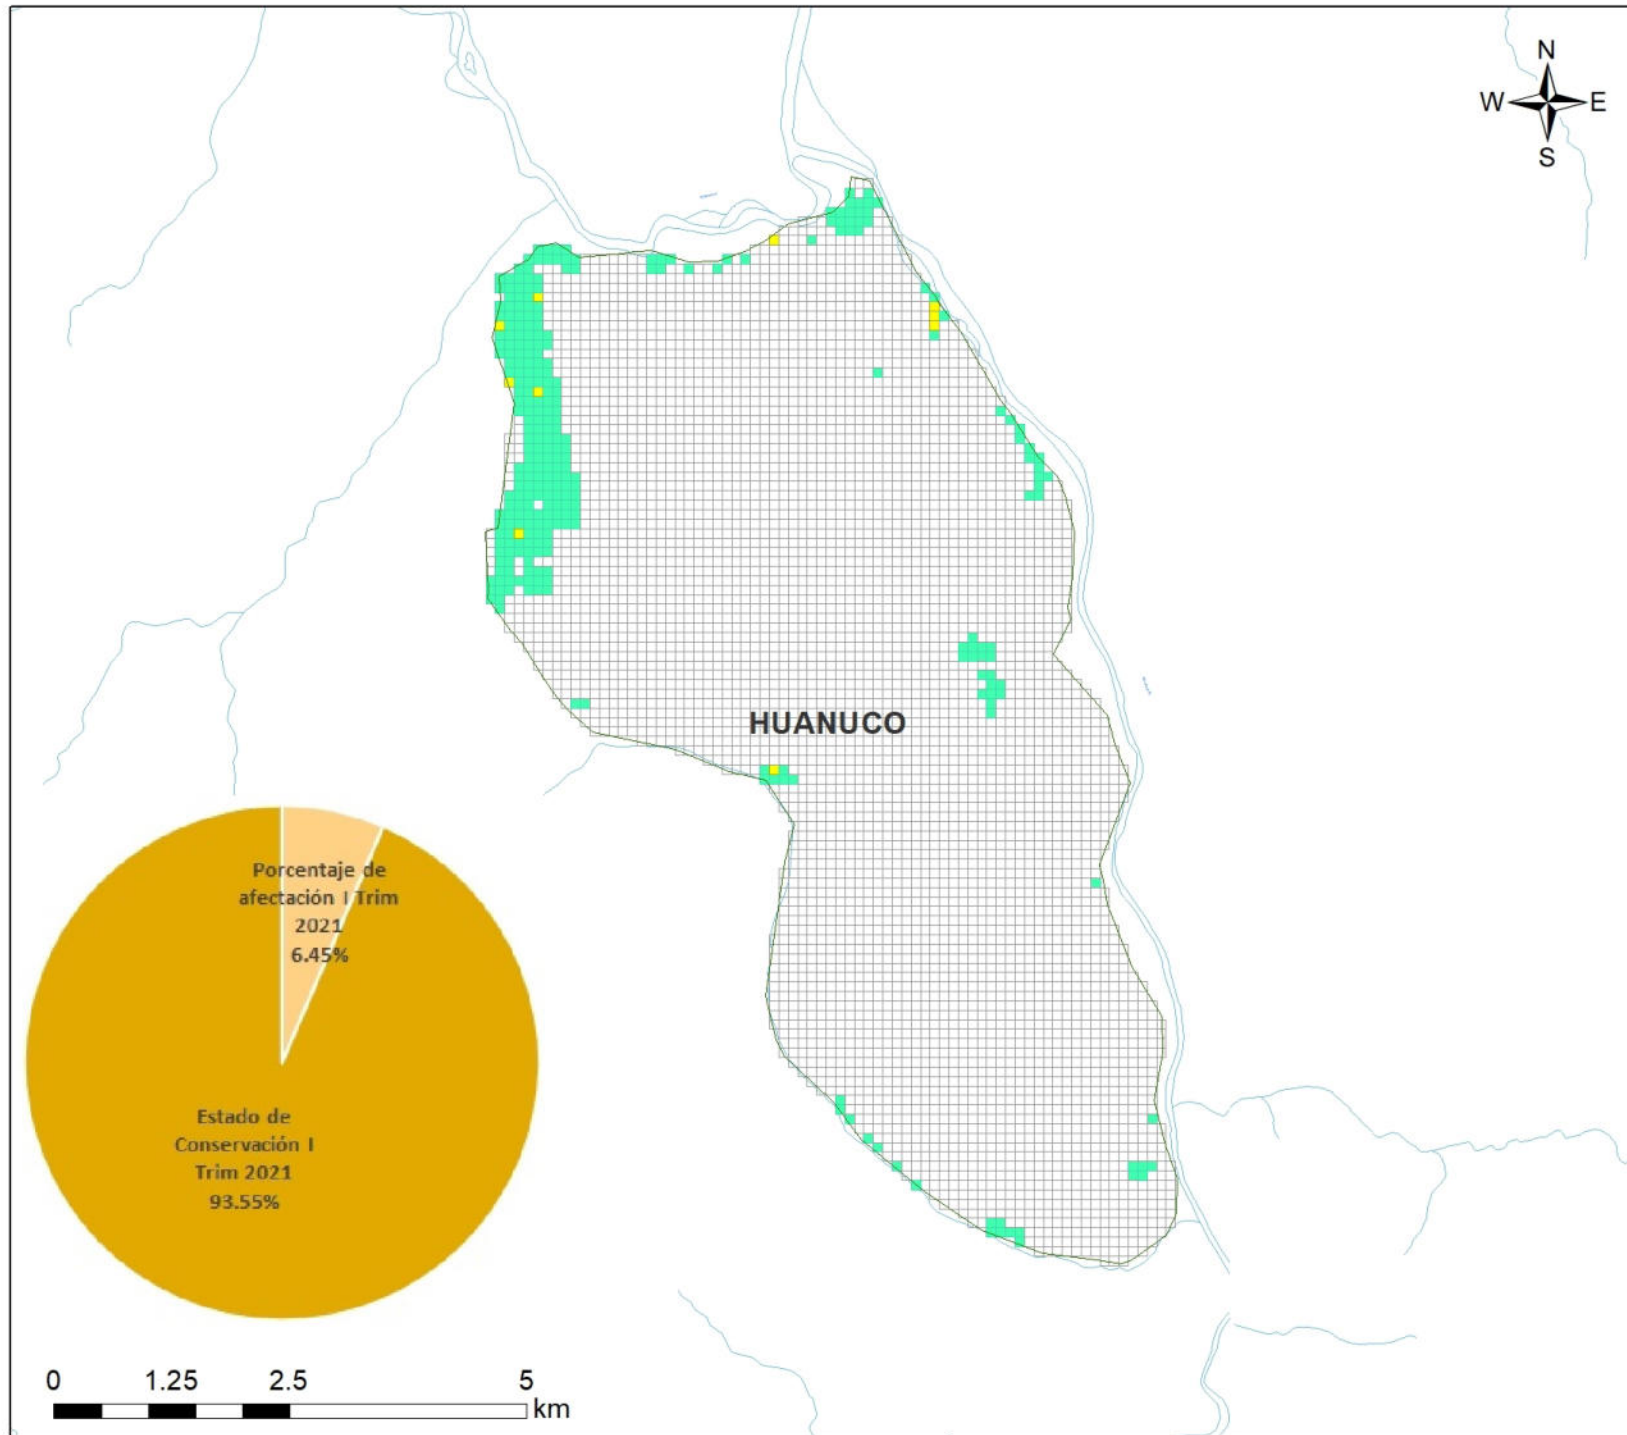 N
W E
S
HUANUCO
Porcentaje de
afectación I Trim
2021
6.45%
Estado de
Conservación I
Trim 2021
93.55%
0 1.25 2.5 5
km